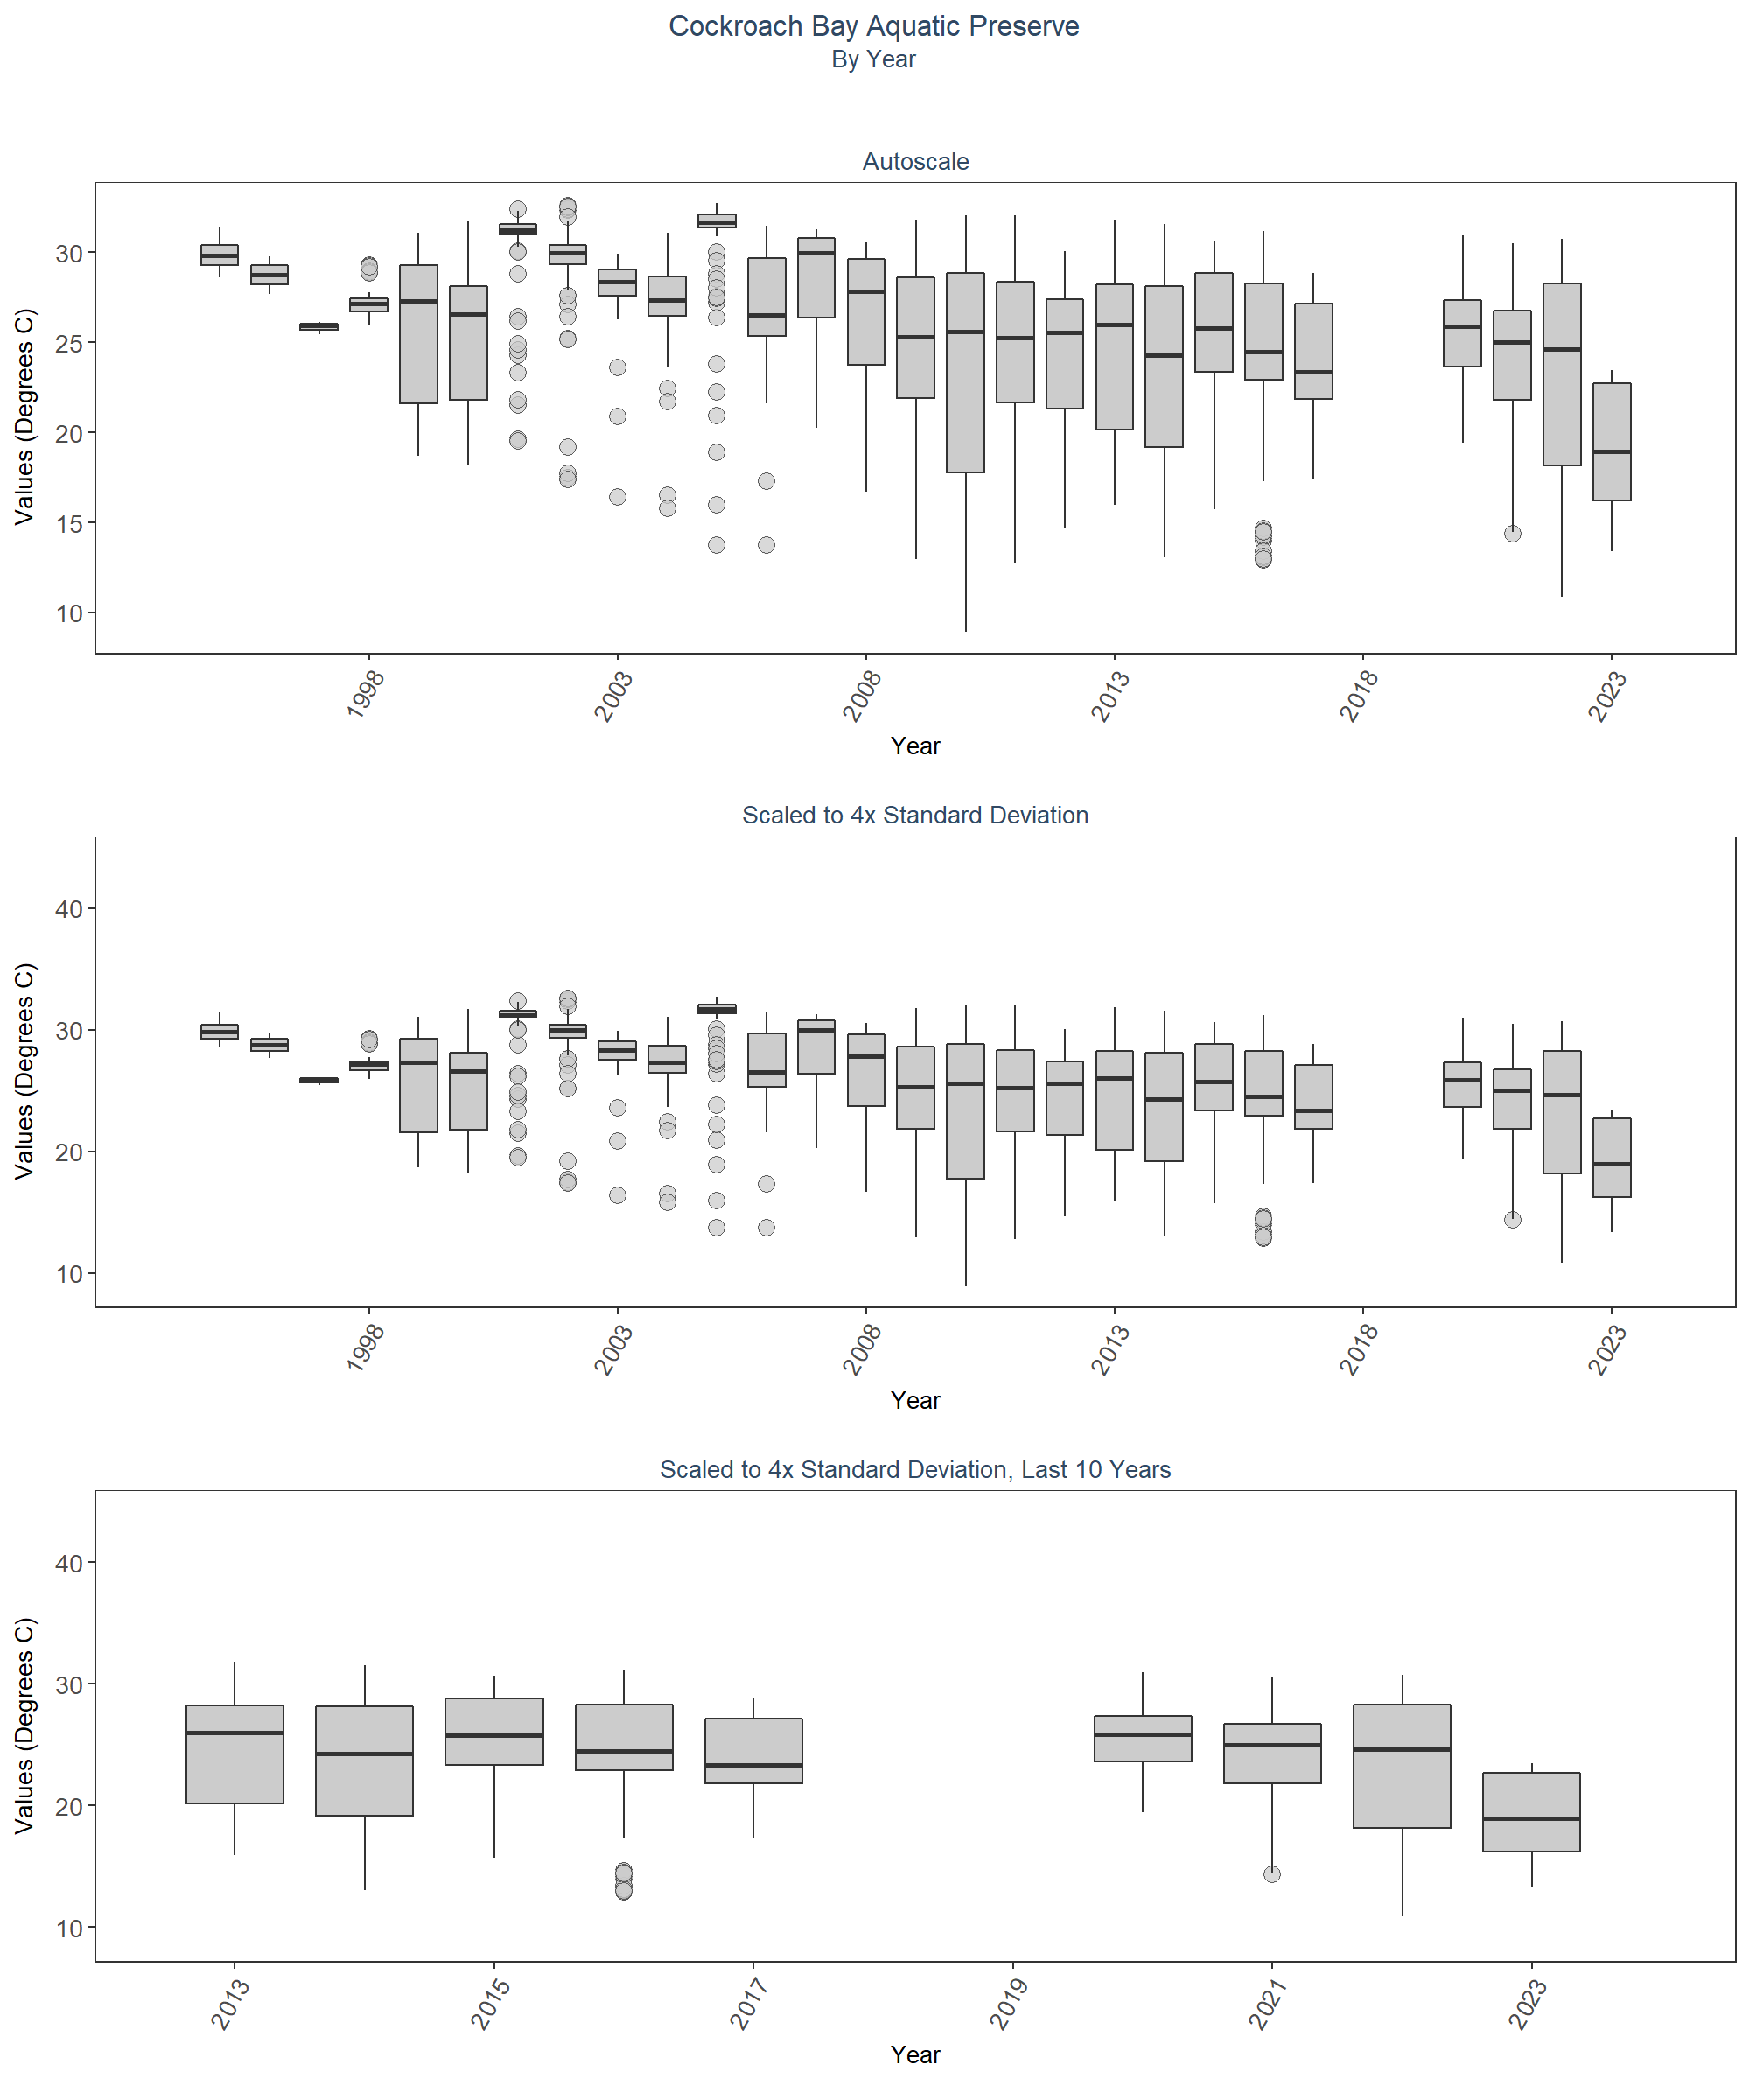 Cockroach Bay Aquatic Preserve
By Year
Autoscale
Values (Degrees C)
30
25
20
15
10
1998
2003
2008
2013
2018
2023
Year
Scaled to 4x Standard Deviation
Values (Degrees C)
40
30
20
10
1998
2003
2008
2013
2018
2023
Year
Scaled to 4x Standard Deviation, Last 10 Years
Values (Degrees C)
40
30
20
10
2013
2015
2017
2019
2021
2023
Year